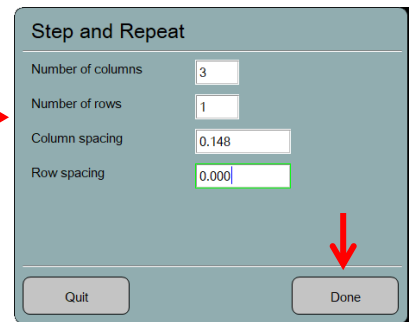 Step and Repeat
Number of columns 3
Number of rows 1
Column spacing 0.148
Row spacing 0.000
Quit Done